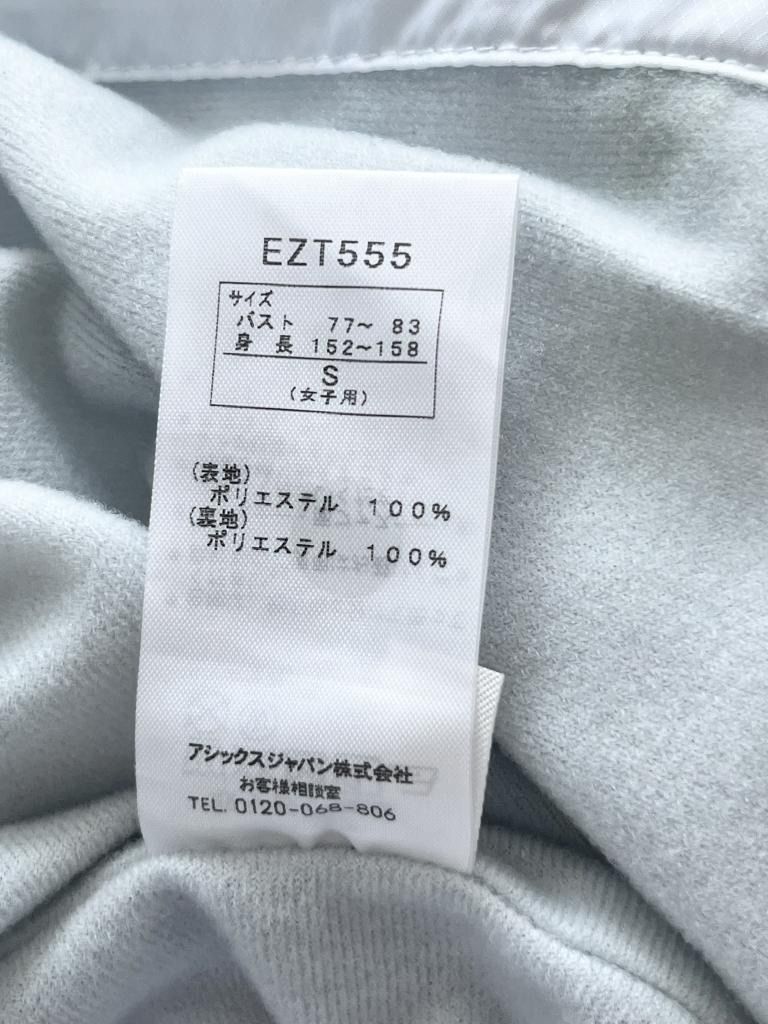 EZT555
サイズ
バスト 77～ 83
身 長 152～158
S
(女子用)
(表地)
ポリエステル 100%
(裏地)
ポリエステル 100%
アシックスジャパン株式会社
お客様相談室
TEL. 0120-068-806